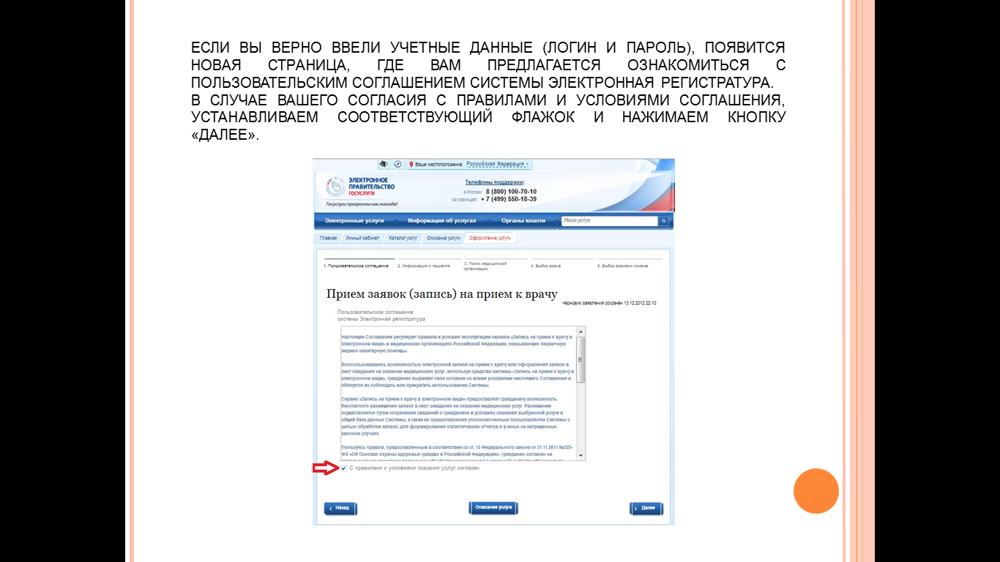 ЕСЛИ ВЫ ВЕРНО ВВЕЛИ УЧЕТНЫЕ ДАННЫЕ (ЛОГИН И ПАРОЛЬ), ПОЯВИТСЯ
НОВАЯ СТРАНИЦА, ГДЕ ВАМ ПРЕДЛАГАЕТСЯ ОЗНАКОМИТЬСЯ С
ПОЛЬЗОВАТЕЛЬСКИМ СОГЛАШЕНИЕМ СИСТЕМЫ ЭЛЕКТРОННАЯ РЕГИСТРАТУРА.
В СЛУЧАЕ ВАШЕГО СОГЛАСИЯ С ПРАВИЛАМИ И УСЛОВИЯМИ СОГЛАШЕНИЯ,
УСТАНАВЛИВАЕМ СООТВЕТСТВУЮЩИЙ ФЛАЖОК И НАЖИМАЕМ КНОПКУ
«ДАЛЕЕ».
Ваше местоположение: Российская Федерация
ЭЛЕКТРОННОЕ
ПРАВИТЕЛЬСТВО
ГОСУСЛУГИ
Госуслуги прозрачны как никогда!
Телефоны поддержки:
в России: 8 (800) 100-70-10
за границей: + 7 (499) 550-18-39
Электронные услуги Информация об услугах Органы власти Поиск услуг
Главная Личный кабинет Каталог услуг Описание услуги Оформление услуги
1. Пользовательское соглашение 2. Информация о пациенте 3. Поиск медицинской организации 4. Выбор врача 5. Выбор времени приема
Прием заявок (запись) на прием к врачу
Черновик заявления сохранен 13.12.2012 22:10
Пользовательское соглашение
системы Электронная регистратура
Настоящее Соглашение регулирует правила и условия эксплуатации сервиса «Запись на прием к врачу в
электронном виде» в медицинских организациях Российской Федерации, оказывающих первичную
медико-санитарную помощь».
Воспользовавшись возможностью электронной записи на прием к врачу или оформления заявок в
лист ожидания на оказание медицинских услуг, используя средства системы «Запись на прием к врачу в
электронном виде», гражданин выражает свое согласие со всеми условиями настоящего Соглашения и
обязуется их соблюдать или прекратить использование Системы.
Сервис «Запись на прием к врачу в электронном виде» предоставляет гражданину возможность
бесплатного размещения заявок в лист ожидания на оказание медицинских услуг. Размещение
осуществляется путем сохранения сведений о гражданине и условиях оказания выбранной услуги в
общей базе данных Системы, а также их предоставления уполномоченным пользователям Системы с
целью обработки заявок, для формирования статистических отчетов и в иных не запрещенных
законом случаях.
Пользуясь правом, предоставленным в соответствии со ст. 13 Федерального закона от 21.11.2011 №323-
ФЗ «Об Основах охраны здоровья граждан в Российской Федерации», гражданин согласен на
С правилами и условиями оказания услуг согласен
Назад Описание услуги Далее